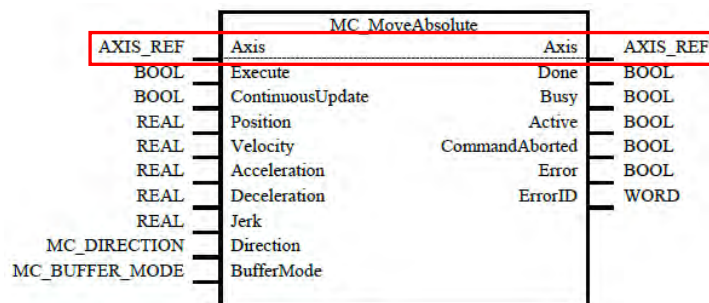 MC_MoveAbsolute
AXIS_REF Axis Axis AXIS_REF
BOOL Execute Done BOOL
BOOL ContinuousUpdate Busy BOOL
REAL Position Active BOOL
REAL Velocity CommandAborted BOOL
REAL Acceleration Error BOOL
REAL Deceleration ErrorID WORD
REAL Jerk
MC_DIRECTION Direction
MC_BUFFER_MODE BufferMode